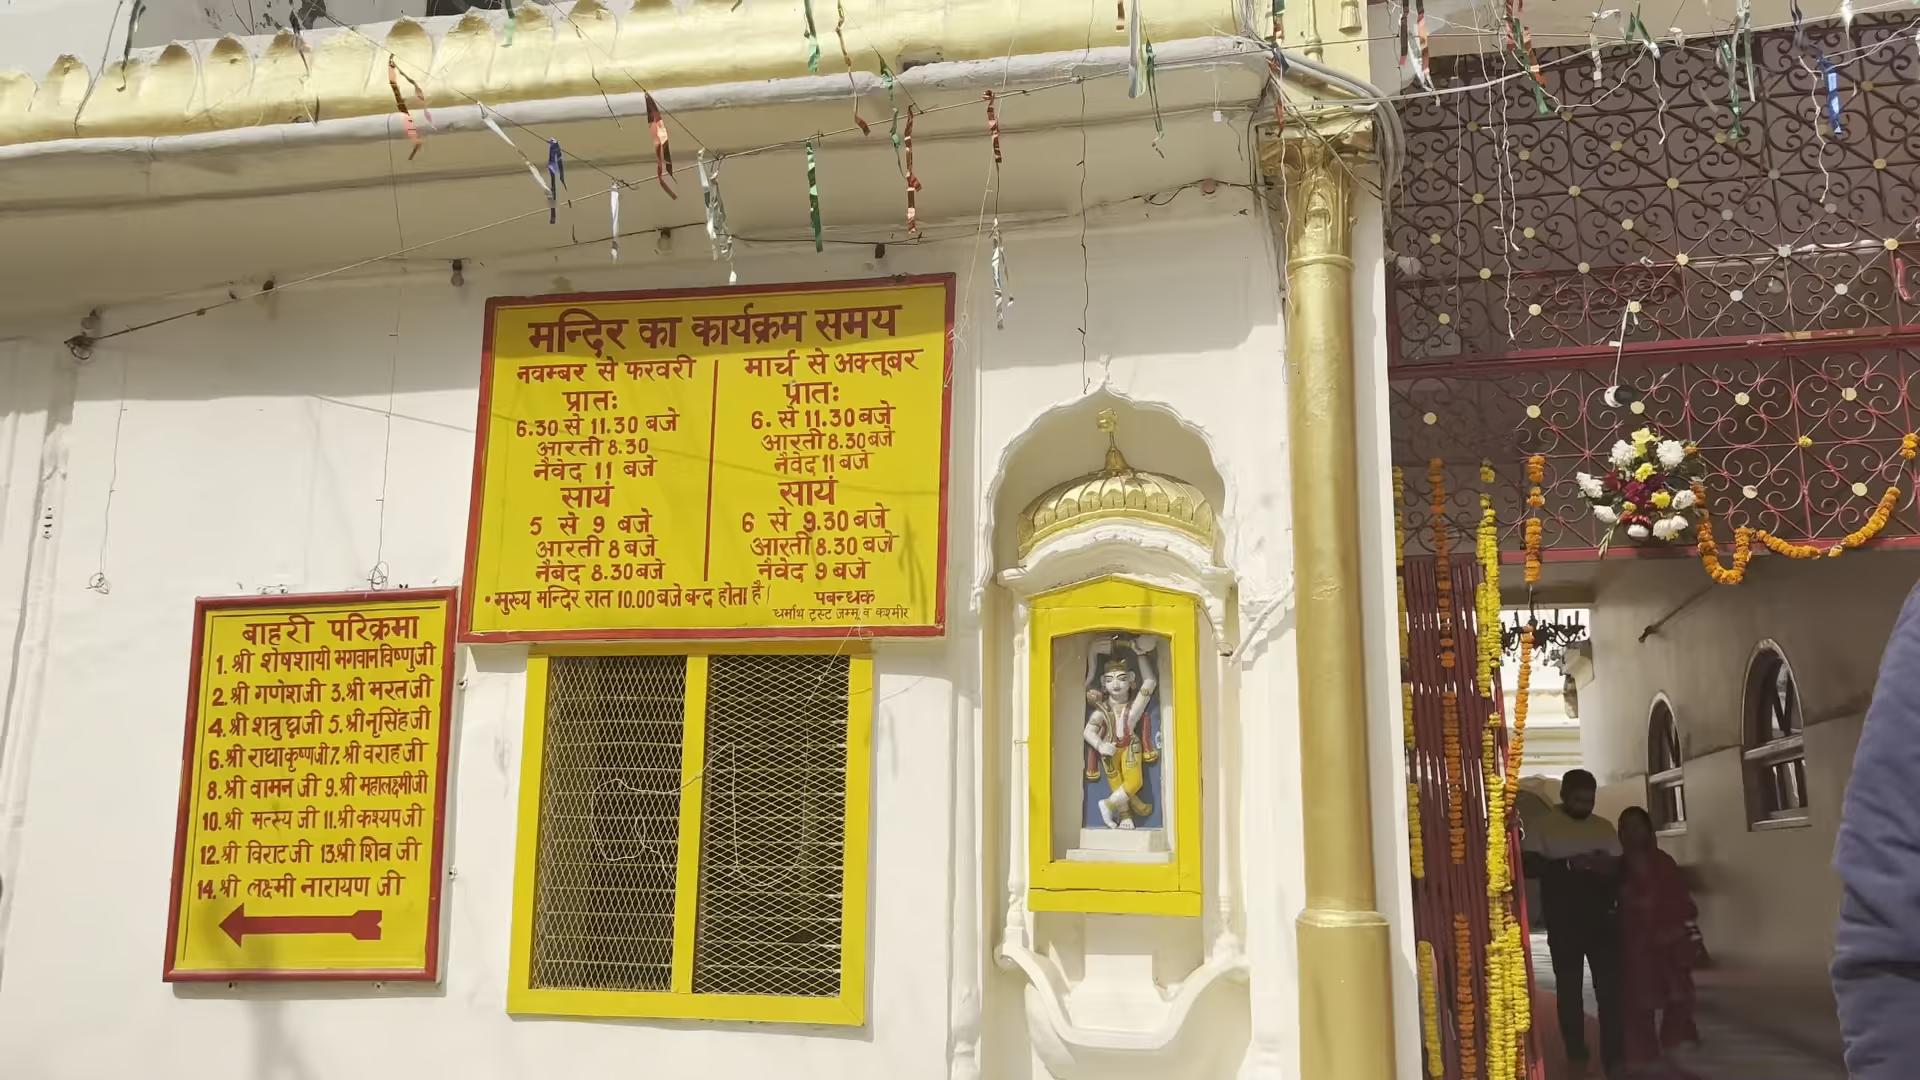 मन्दिर का कार्यक्रम समय
नवम्बर से फरवरी
प्रातः
6.30 से 11.30 बजे
आरती 8.30
नैवेद 11 बजे
सायं
5 से 9 बजे
आरती 8 बजे
नैबेद 8.30 बजे
मार्च से अक्तूबर
प्रातः
6. से 11.30 बजे
आरती 8.30 बजे
नैवेद 11 बजे
सायं
6 से 9.30 बजे
आरती 8.30 बजे
नैवेद 9 बजे
• मुख्य मन्दिर रात 10.00 बजे बन्द होता है।
पबन्धक
धर्माथ ट्रस्ट जम्मू व कश्मीर
बाहरी परिक्रमा
1. श्री शेषशायी भगवान विष्णु जी
2. श्री गणेश जी 3. श्री भरत जी
4. श्री शत्रुघ्न जी 5. श्री नृसिंह जी
6. श्री राधा कृष्ण जी 7. श्री वराह जी
8. श्री वामन जी 9. श्री महालक्ष्मी जी
10. श्री मत्स्य जी 11. श्री कश्यप जी
12. श्री विराट जी 13. श्री शिव जी
14. श्री लक्ष्मी नारायण जी